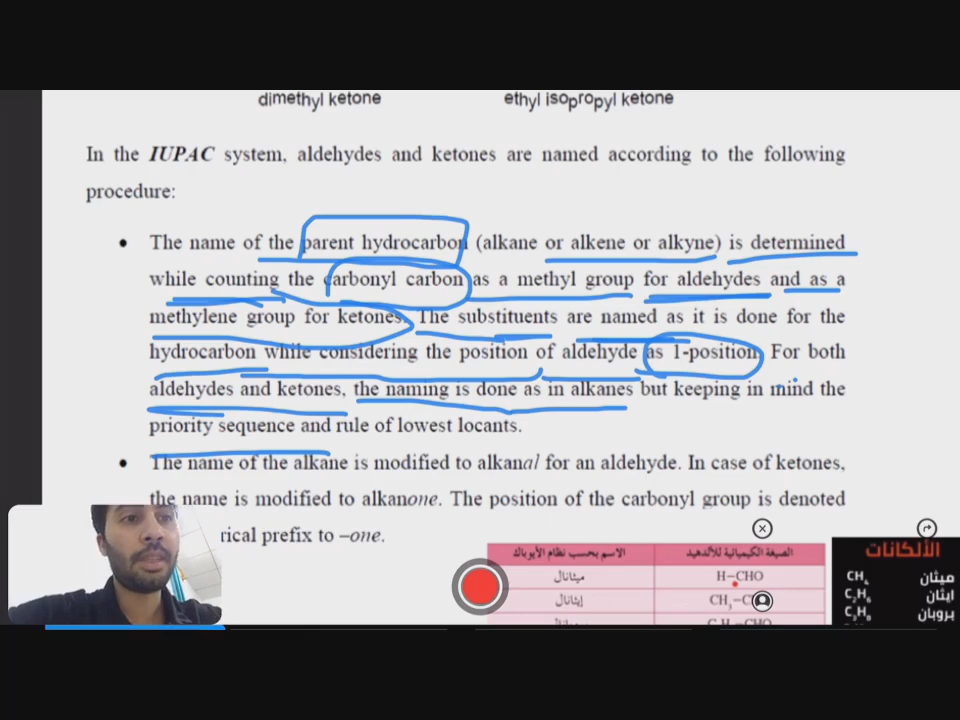 dimethyl ketone
ethyl isopropyl ketone
In the IUPAC system, aldehydes and ketones are named according to the following
procedure:
• The name of the parent hydrocarbon (alkane or alkene or alkyne) is determined
while counting the carbonyl carbon as a methyl group for aldehydes and as a
methylene group for ketones. The substituents are named as it is done for the
hydrocarbon while considering the position of aldehyde as 1-position. For both
aldehydes and ketones, the naming is done as in alkanes but keeping in mind the
priority sequence and rule of lowest locants.
• The name of the alkane is modified to alkanal for an aldehyde. In case of ketones,
the name is modified to alkanone. The position of the carbonyl group is denoted
rical prefix to –one.
الصيغة الكيميائية للألدهيد
الاسم بحسب نظام الأيوباك
H–CHO
ميثانال
CH₃–C
إيثانال
C₂H₅–CHO
الألكانات
CH₄ ميثان
C₂H₆ ايثان
C₃H₈ بروبان